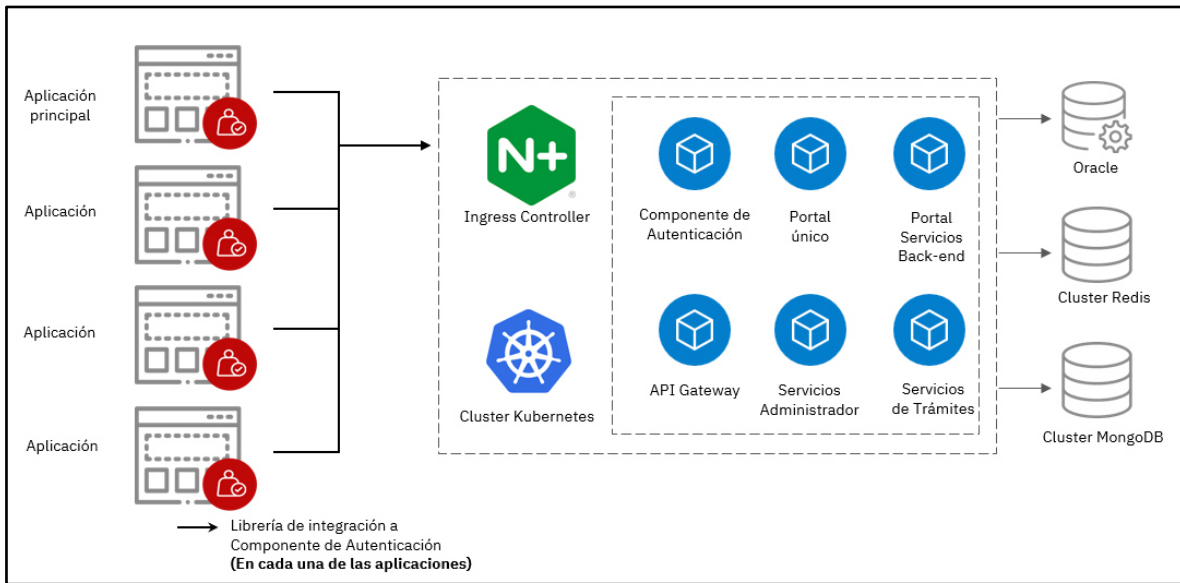 Aplicación
principal
Aplicación
Aplicación
Aplicación
Librería de integración a
Componente de Autenticación
(En cada una de las aplicaciones)
N+
®
Ingress Controller
Cluster Kubernetes
Componente de
Autenticación
Portal
único
Portal
Servicios
Back-end
API Gateway
Servicios
Administrador
Servicios
de Trámites
Oracle
Cluster Redis
Cluster MongoDB